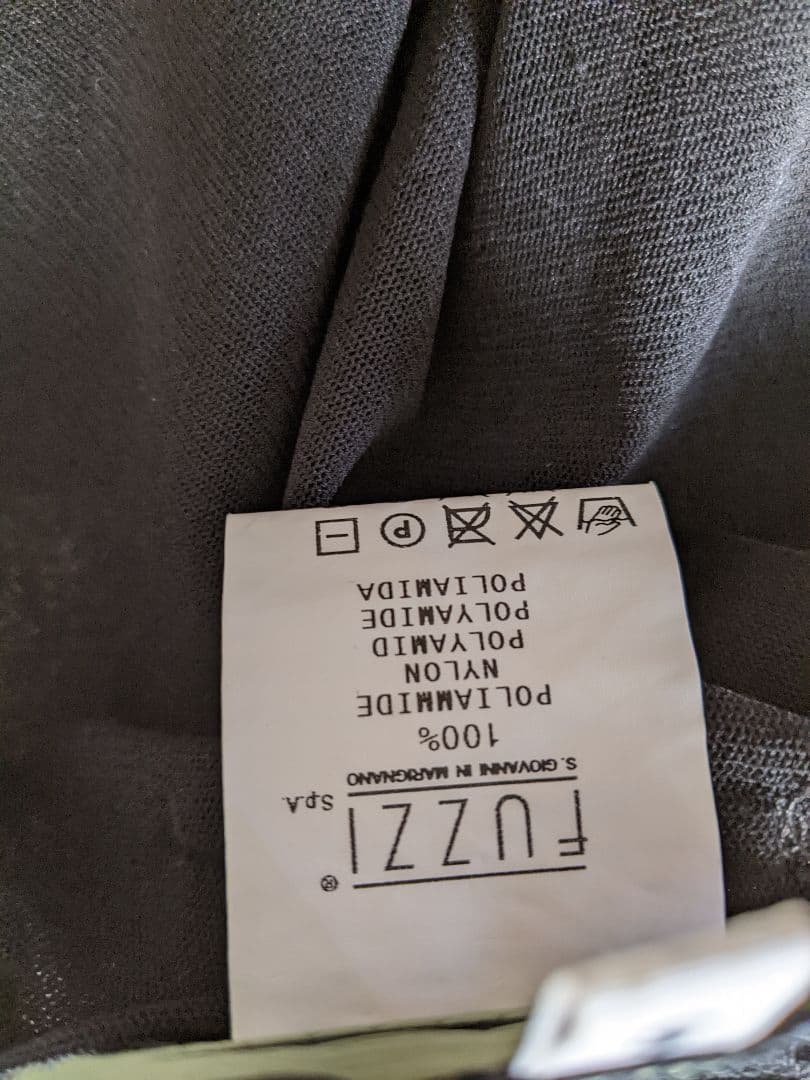 FUZZI®
S.p.A.
S. GIOVANNI IN MARIGNANO
100%
POLIAMMIDE
NYLON
POLYAMID
POLYAMIDE
POLIAMIDA
P